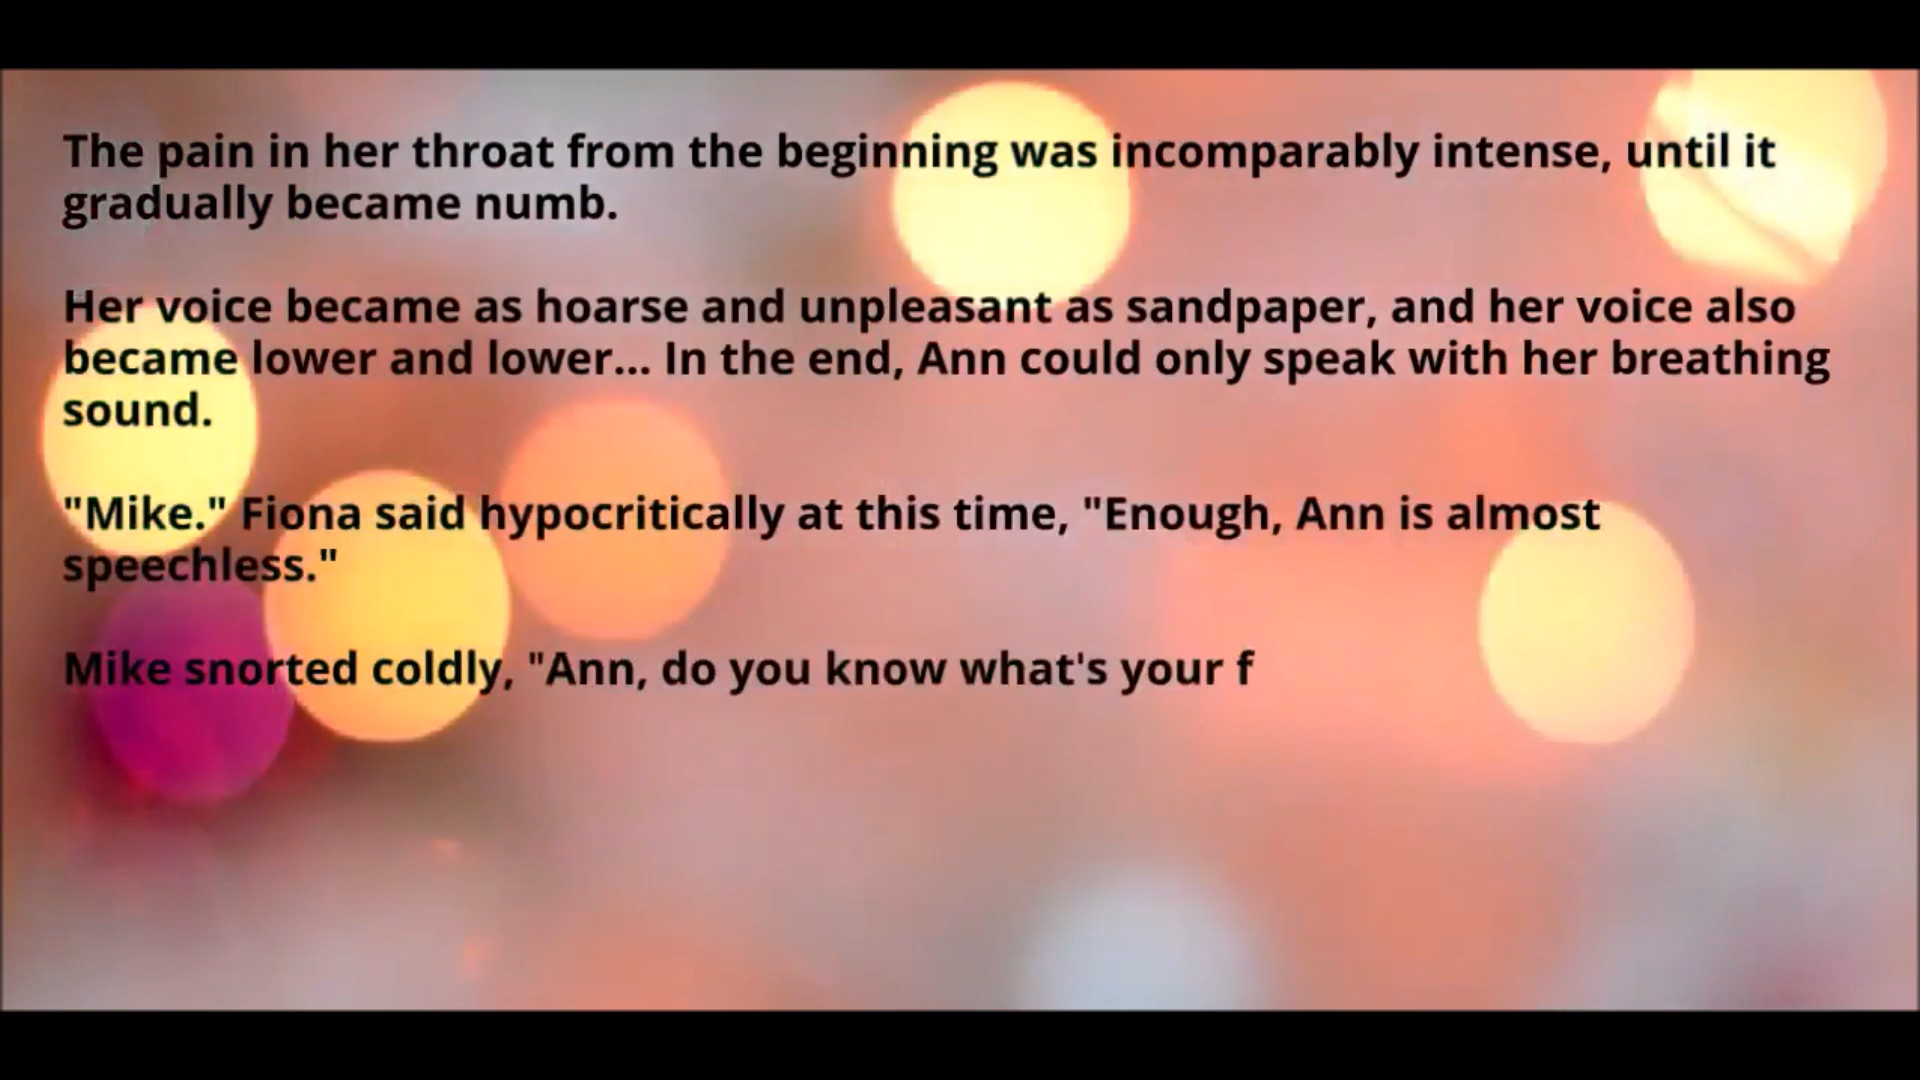 The pain in her throat from the beginning was incomparably intense, until it
gradually became numb.
Her voice became as hoarse and unpleasant as sandpaper, and her voice also
became lower and lower... In the end, Ann could only speak with her breathing
sound.
"Mike." Fiona said hypocritically at this time, "Enough, Ann is almost
speechless."
Mike snorted coldly, "Ann, do you know what's your f